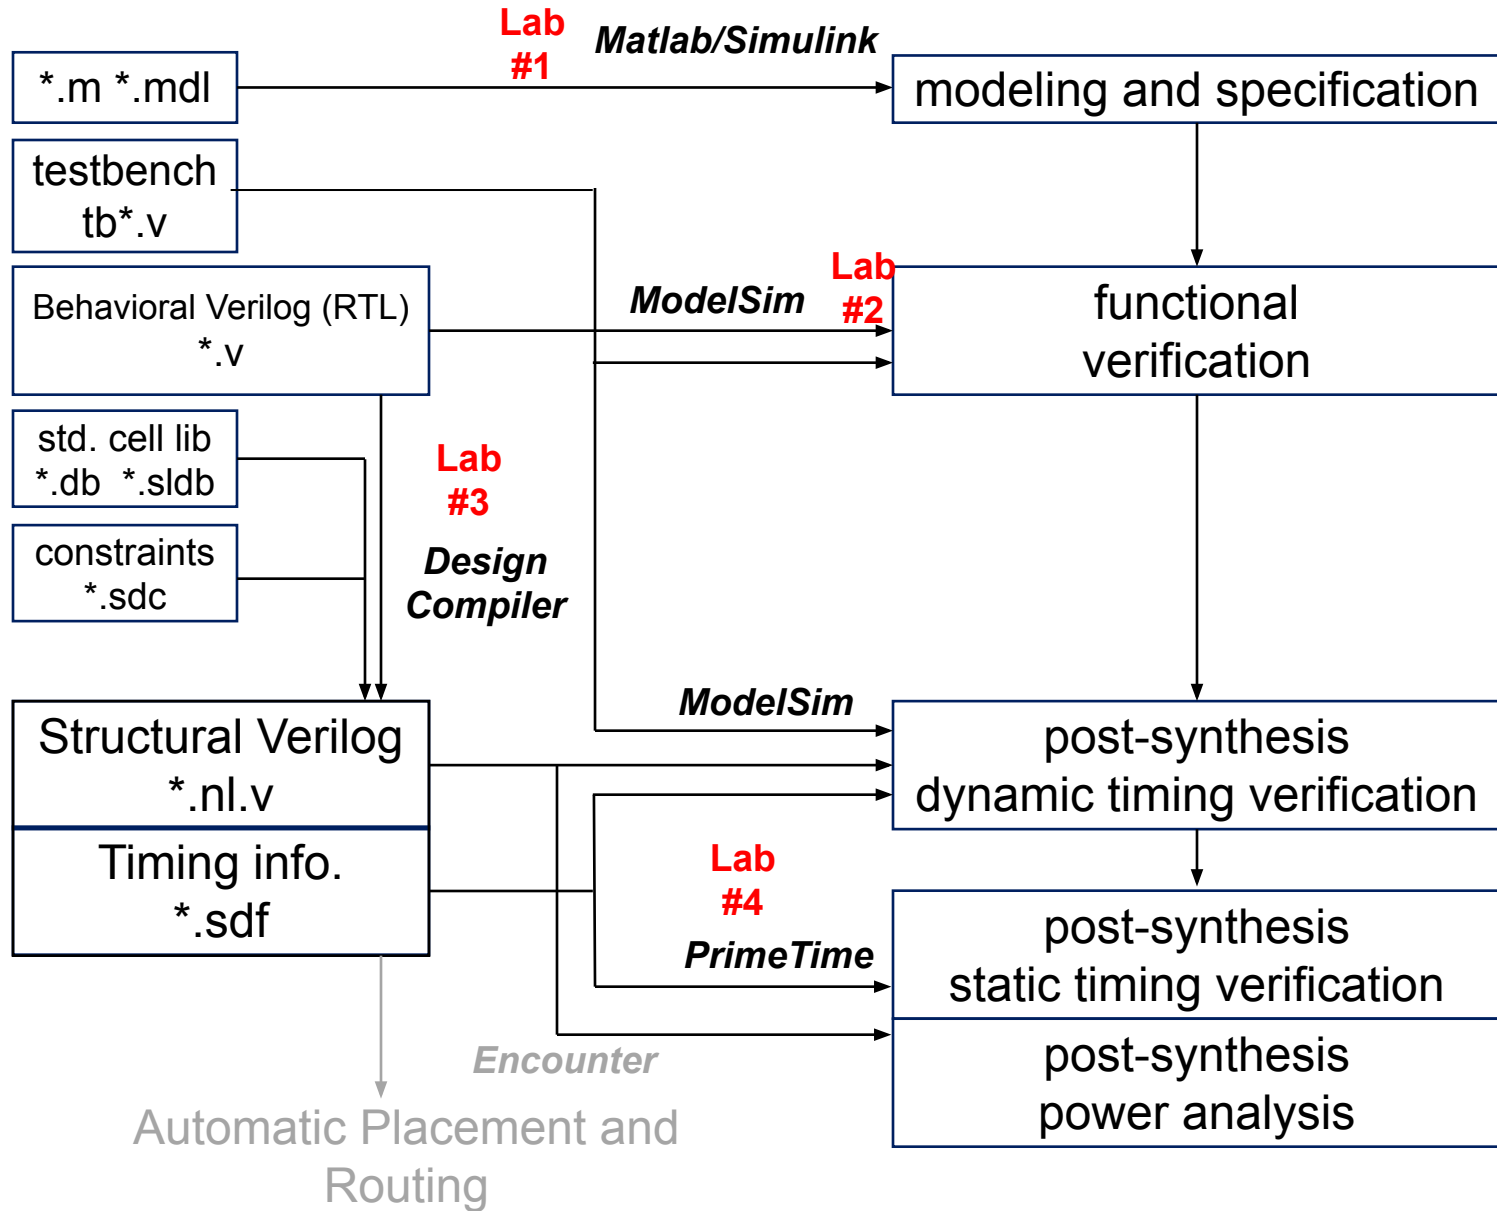 Lab
#1
Matlab/Simulink
*.m *.mdl
modeling and specification
testbench
tb*.v
Behavioral Verilog (RTL)
*.v
ModelSim
Lab
#2
functional
verification
std. cell lib
*.db *.sldb
Lab
#3
constraints
*.sdc
Design
Compiler
Structural Verilog
*.nl.v
ModelSim
post-synthesis
dynamic timing verification
Timing info.
*.sdf
Lab
#4
PrimeTime
post-synthesis
static timing verification
post-synthesis
power analysis
Encounter
Automatic Placement and
Routing